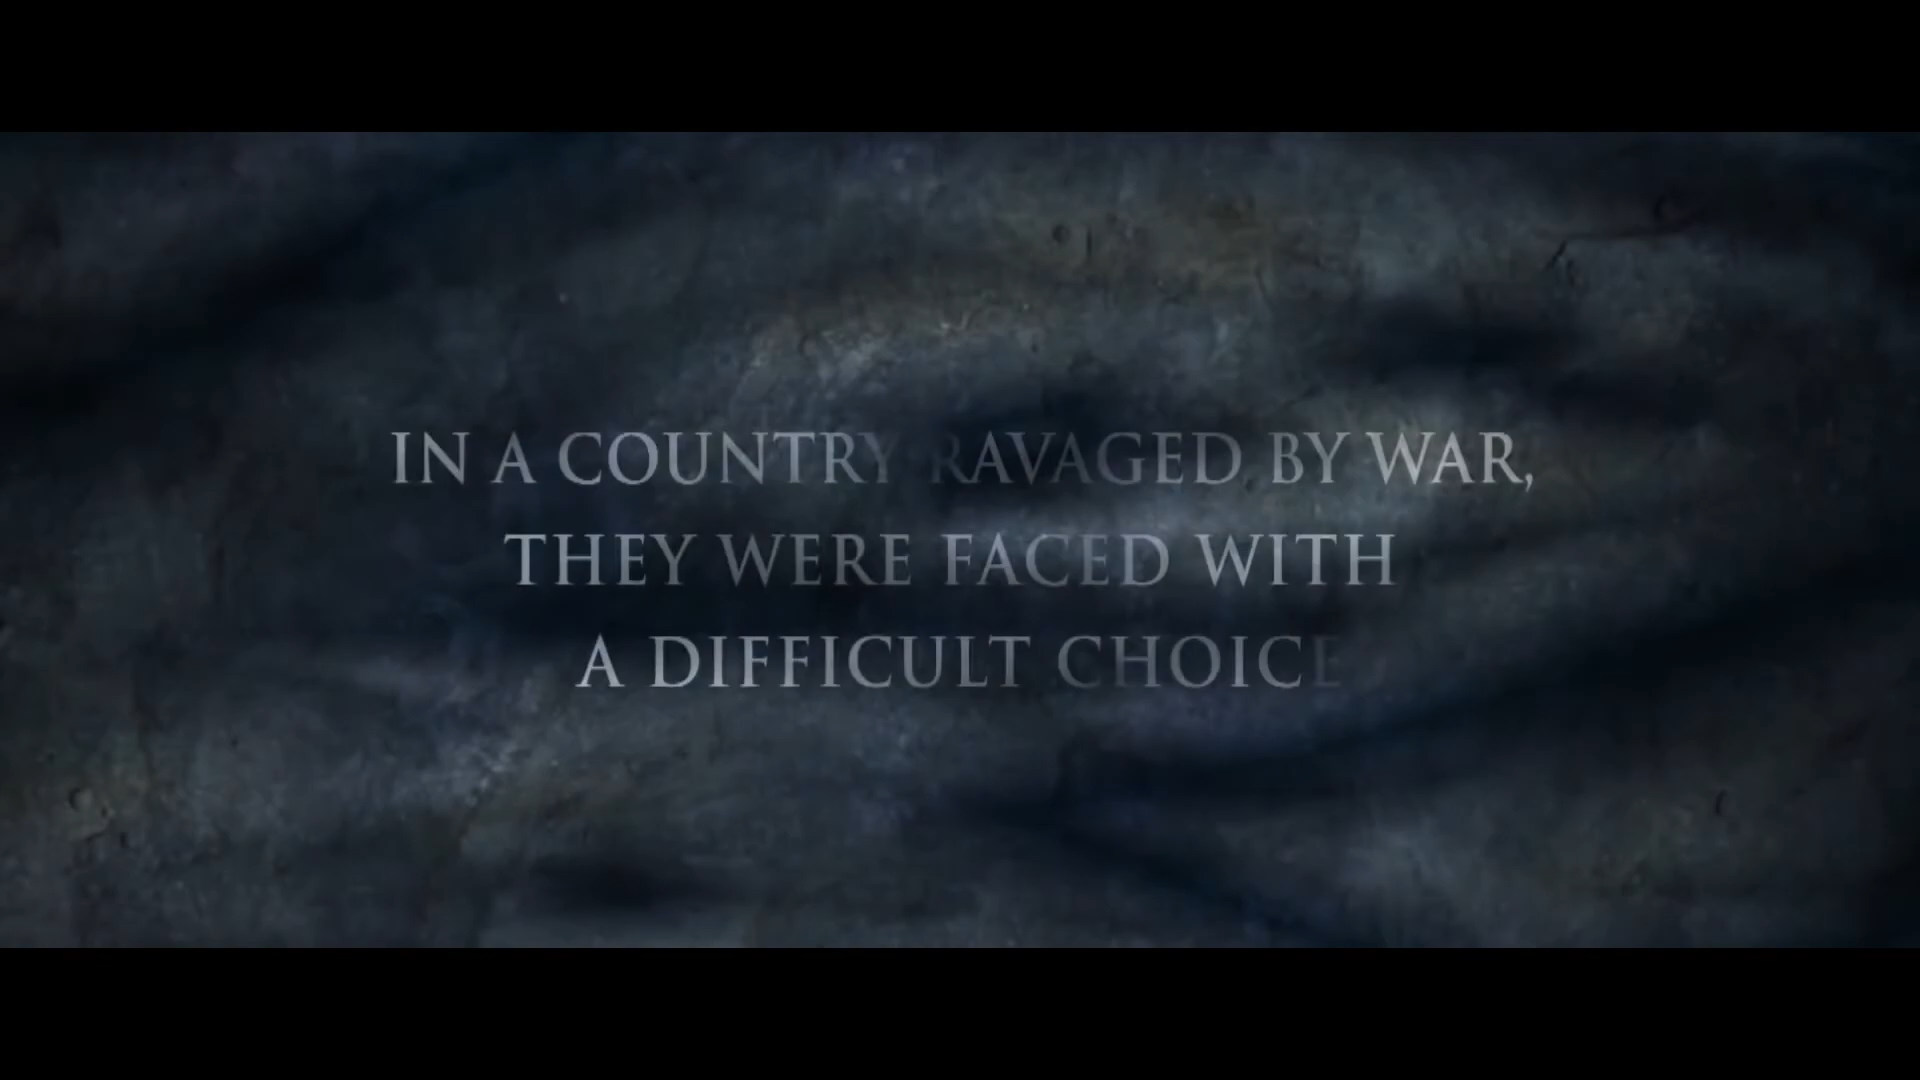 IN A COUNTRY RAVAGED BY WAR,
THEY WERE FACED WITH
A DIFFICULT CHOICE